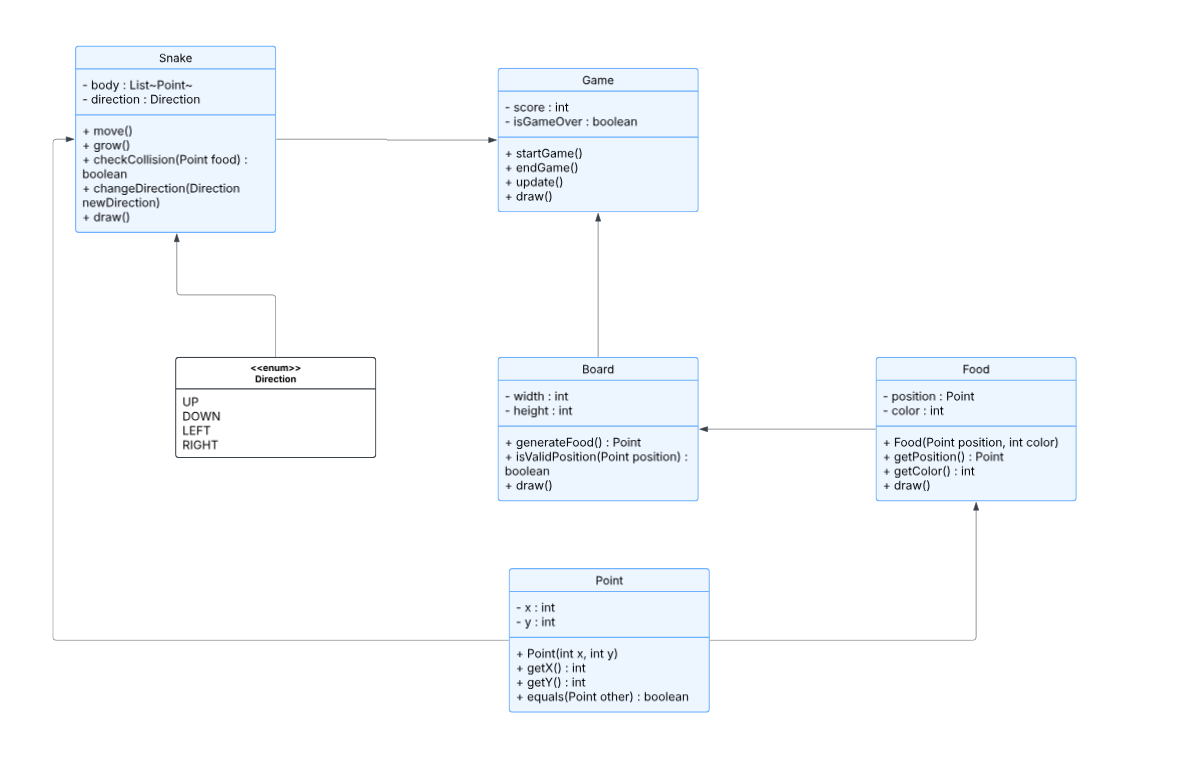 Snake
- body : List~Point~
- direction : Direction
+ move()
+ grow()
+ checkCollision(Point food) :
boolean
+ changeDirection(Direction
newDirection)
+ draw()
Game
- score : int
- isGameOver : boolean
+ startGame()
+ endGame()
+ update()
+ draw()
<<enum>>
Direction
UP
DOWN
LEFT
RIGHT
Board
- width : int
- height : int
+ generateFood() : Point
+ isValidPosition(Point position) :
boolean
+ draw()
Food
- position : Point
- color : int
+ Food(Point position, int color)
+ getPosition() : Point
+ getColor() : int
+ draw()
Point
- x : int
- y : int
+ Point(int x, int y)
+ getX() : int
+ getY() : int
+ equals(Point other) : boolean